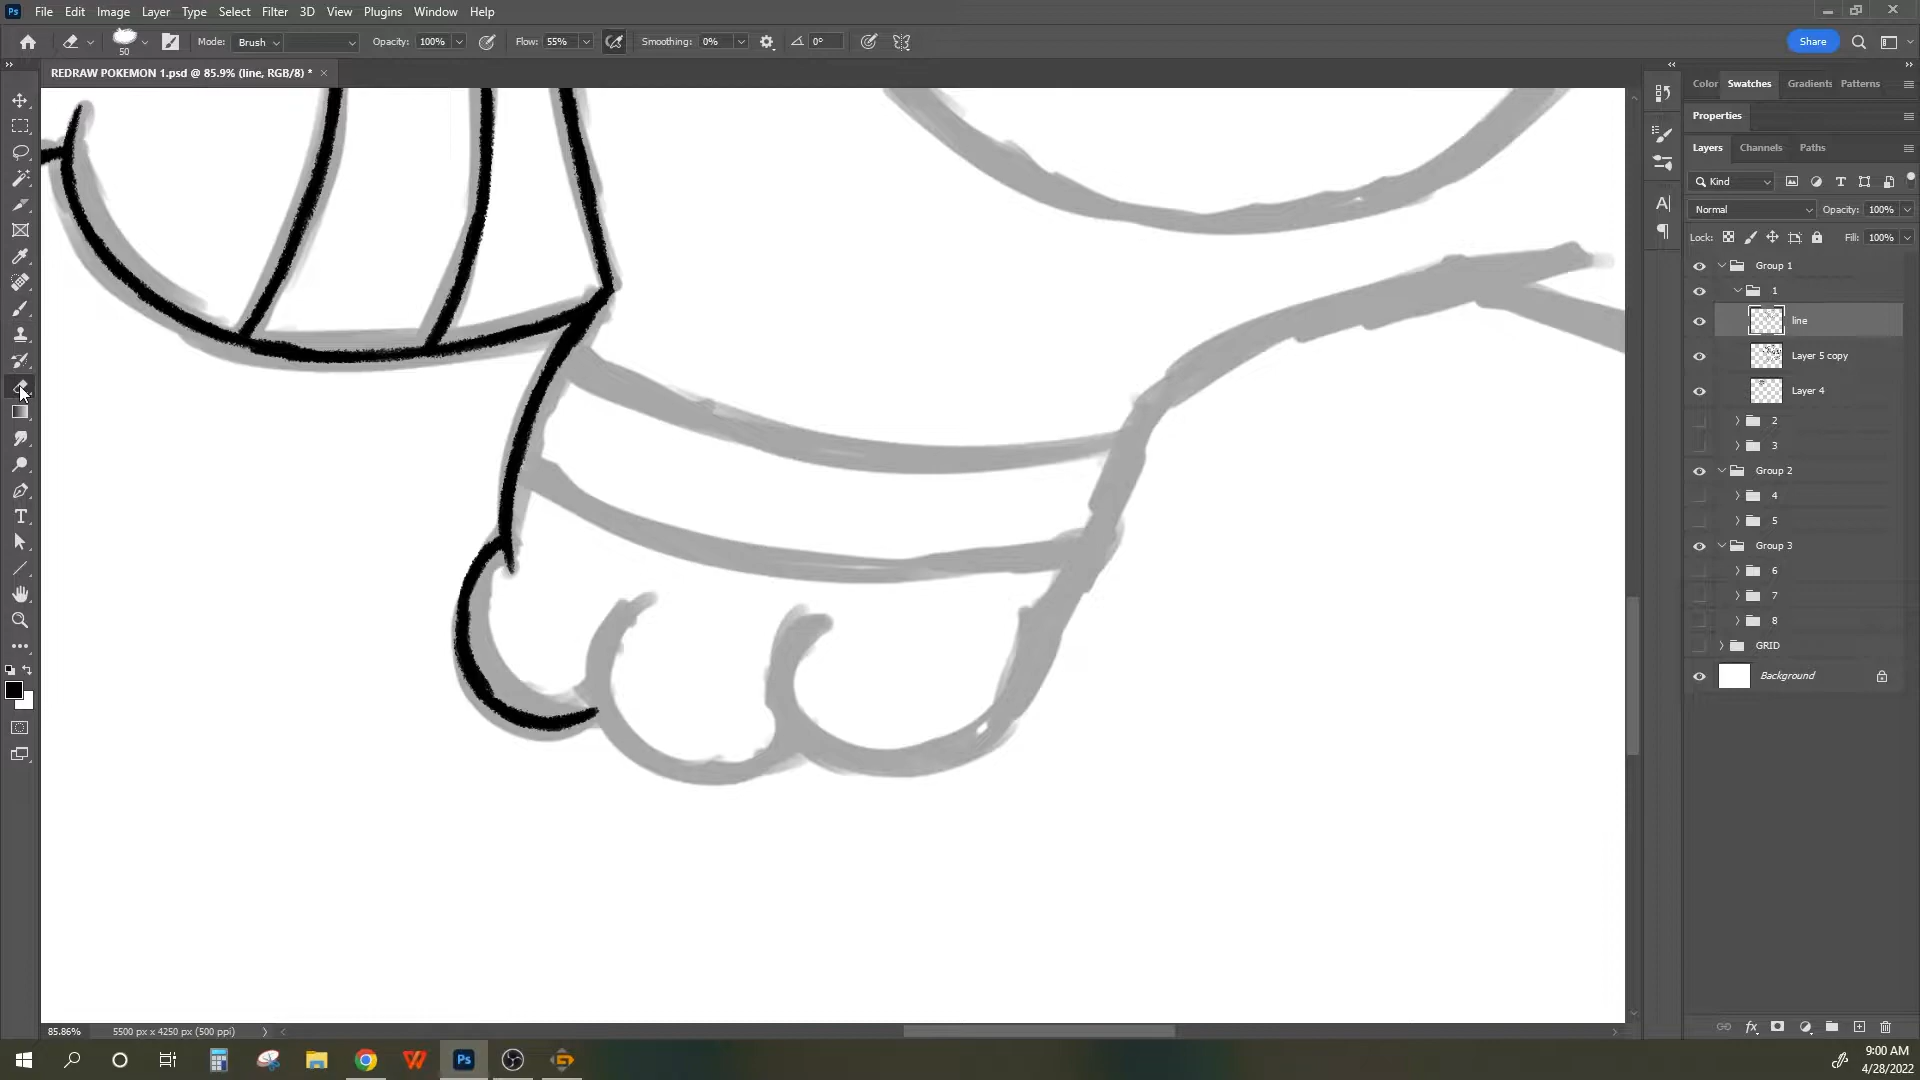 Ps File Edit Image Layer Type Select Filter 3D View Plugins Window Help
50 Mode: Brush Opacity: 100% Flow: 55% Smoothing: 0% 0° Share
REDRAW POKEMON 1.psd @ 85.9% (line, RGB/8) * ×
Color Swatches Gradients Patterns
Properties
Layers Channels Paths
Kind
Normal Opacity: 100%
Lock: Fill: 100%
Group 1
1
line
Layer 5 copy
Layer 4
2
3
Group 2
4
5
Group 3
6
7
8
GRID
Background
85.86% 5500 px x 4250 px (500 ppi)
Ps
9:00 AM
4/28/2022